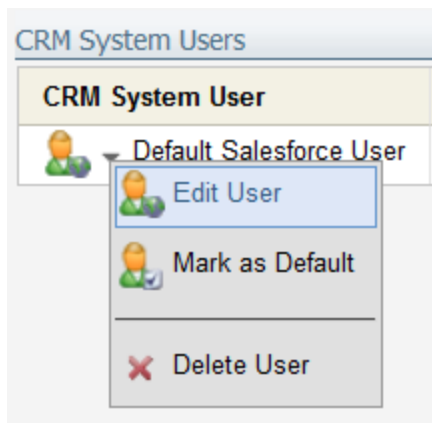 CRM System Users
CRM System User
Default Salesforce User
Edit User
Mark as Default
Delete User